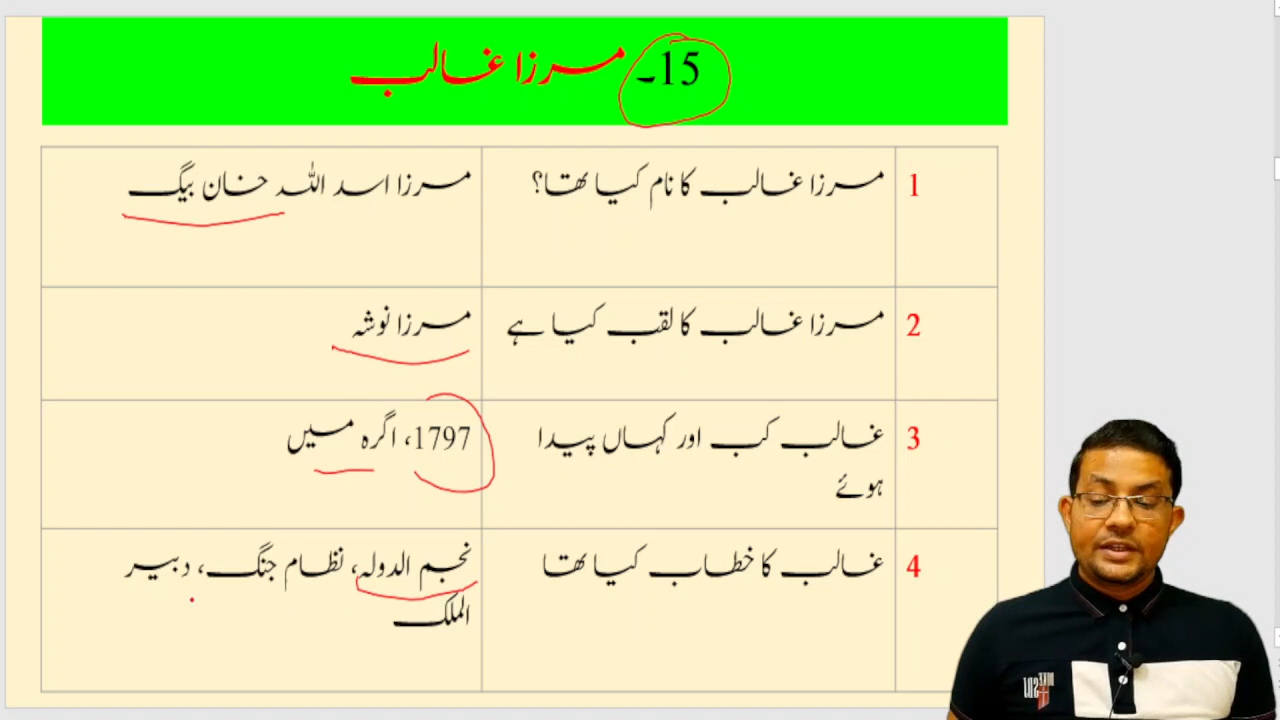 15۔ مرزا غالب
1 مرزا غالب کا نام کیا تھا؟ مرزا اسد اللہ خان بیگ
2 مرزا غالب کا لقب کیا ہے مرزا نوشہ
3 غالب کب اور کہاں پیدا 1797، اگرہ میں
ہوئے
4 غالب کا خطاب کیا تھا نجم الدولہ، نظام جنگ، دبیر
الملک